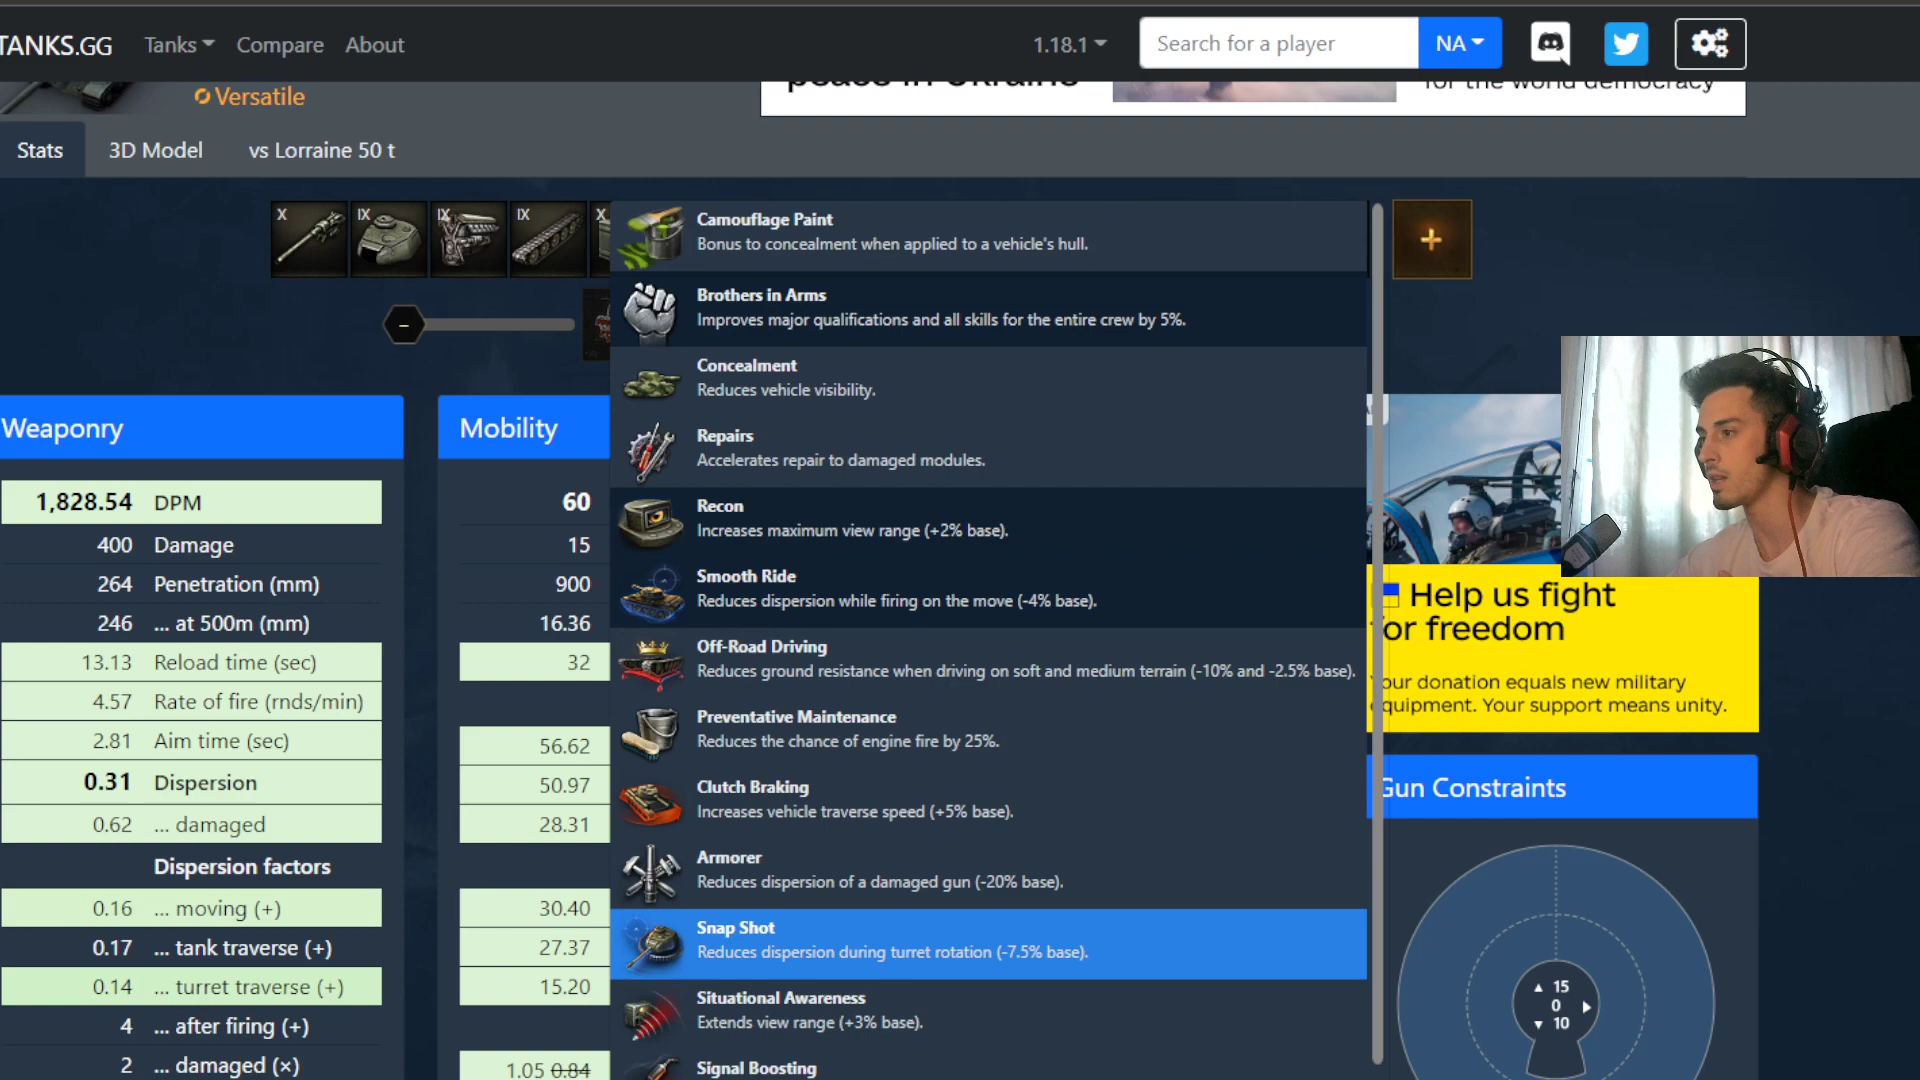 TANKS.GG
Tanks
Compare
About
1.18.1
Search for a player
NA
Versatile
peace in Ukraine
for the world democracy
Stats
3D Model
vs Lorraine 50 t
X
IX
IX
IX
X
Camouflage Paint
Bonus to concealment when applied to a vehicle's hull.
Brothers in Arms
Improves major qualifications and all skills for the entire crew by 5%.
Concealment
Reduces vehicle visibility.
Repairs
Accelerates repair to damaged modules.
Recon
Increases maximum view range (+2% base).
Smooth Ride
Reduces dispersion while firing on the move (-4% base).
Off-Road Driving
Reduces ground resistance when driving on soft and medium terrain (-10% and -2.5% base).
Preventative Maintenance
Reduces the chance of engine fire by 25%.
Clutch Braking
Increases vehicle traverse speed (+5% base).
Armorer
Reduces dispersion of a damaged gun (-20% base).
Snap Shot
Reduces dispersion during turret rotation (-7.5% base).
Situational Awareness
Extends view range (+3% base).
Signal Boosting
Weaponry
1,828.54 DPM
400 Damage
264 Penetration (mm)
246 ... at 500m (mm)
13.13 Reload time (sec)
4.57 Rate of fire (rnds/min)
2.81 Aim time (sec)
0.31 Dispersion
0.62 ... damaged
Dispersion factors
0.16 ... moving (+)
0.17 ... tank traverse (+)
0.14 ... turret traverse (+)
4 ... after firing (+)
2 ... damaged (×)
Mobility
60
15
900
16.36
32
56.62
50.97
28.31
30.40
27.37
15.20
1.05 0.84
Help us fight
for freedom
our donation equals new military
equipment. Your support means unity.
Gun Constraints
15
0
10